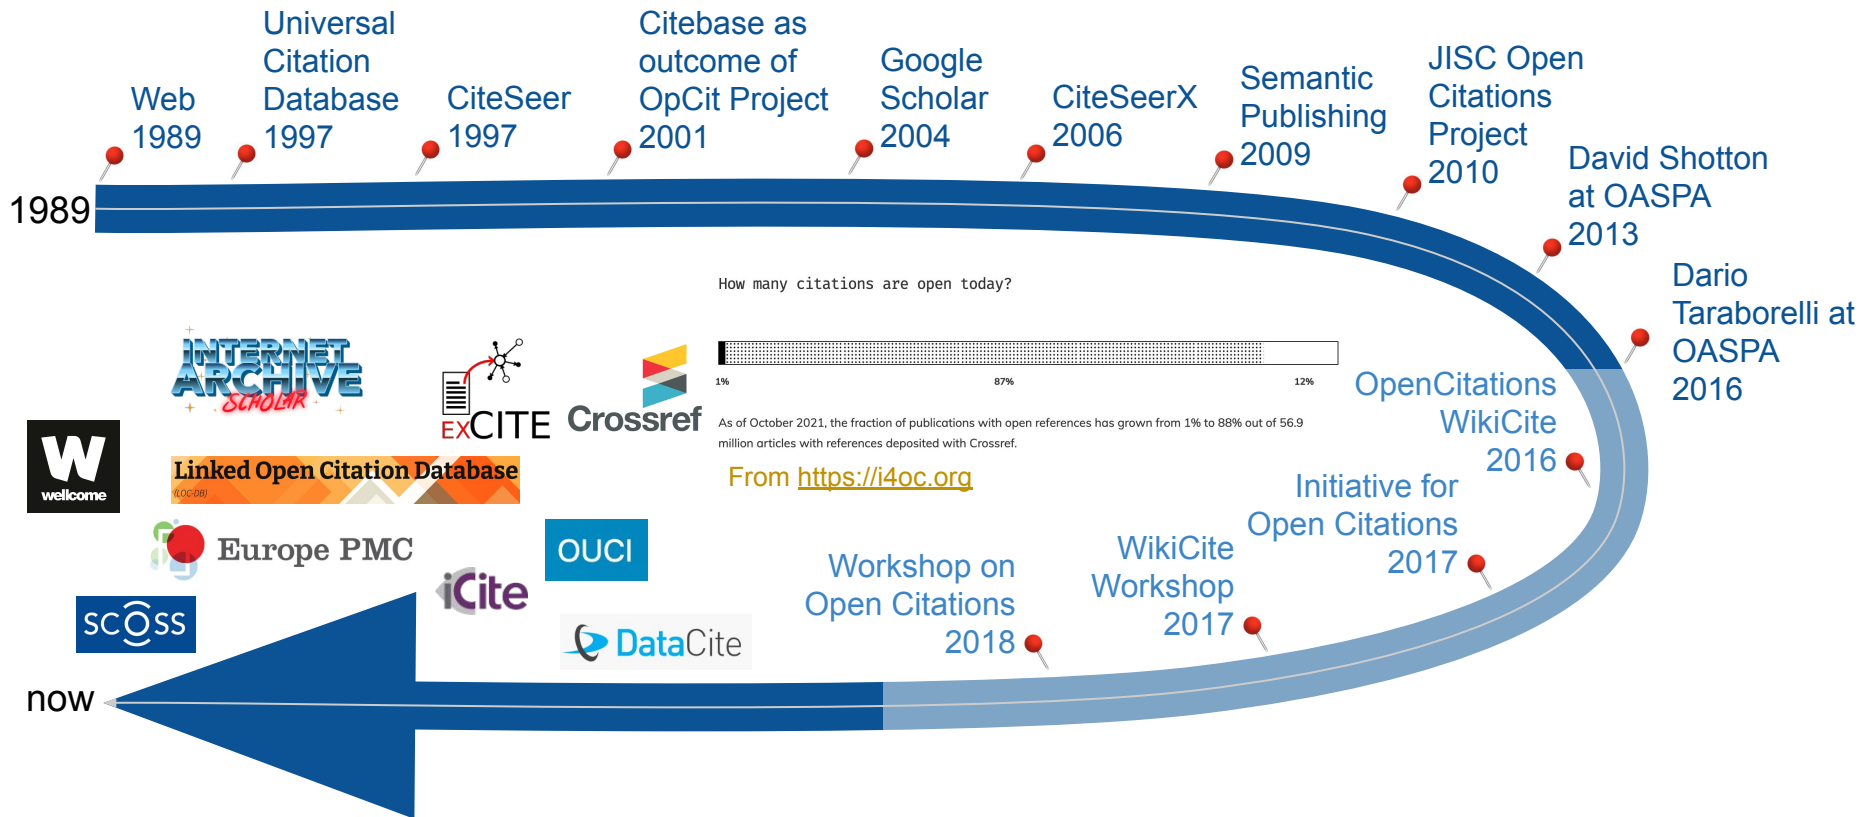 Web
1989
Universal
Citation
Database
1997
CiteSeer
1997
Citebase as
outcome of
OpCit Project
2001
Google
Scholar
2004
CiteSeerX
2006
Semantic
Publishing
2009
JISC Open
Citations
Project
2010
David Shotton
at OASPA
2013
Dario
Taraborelli at
OASPA
2016
1989
How many citations are open today?
1%
87%
12%
As of October 2021, the fraction of publications with open references has grown from 1% to 88% out of 56.9
million articles with references deposited with Crossref.
From https://i4oc.org
INTERNET
ARCHIVE
SCHOLAR
EXCITE
Crossref
W
wellcome
Linked Open Citation Database
(LOC-DB)
Europe PMC
OUCI
iCite
SCOSS
DataCite
OpenCitations
WikiCite
2016
Initiative for
Open Citations
2017
WikiCite
Workshop
2017
Workshop on
Open Citations
2018
now